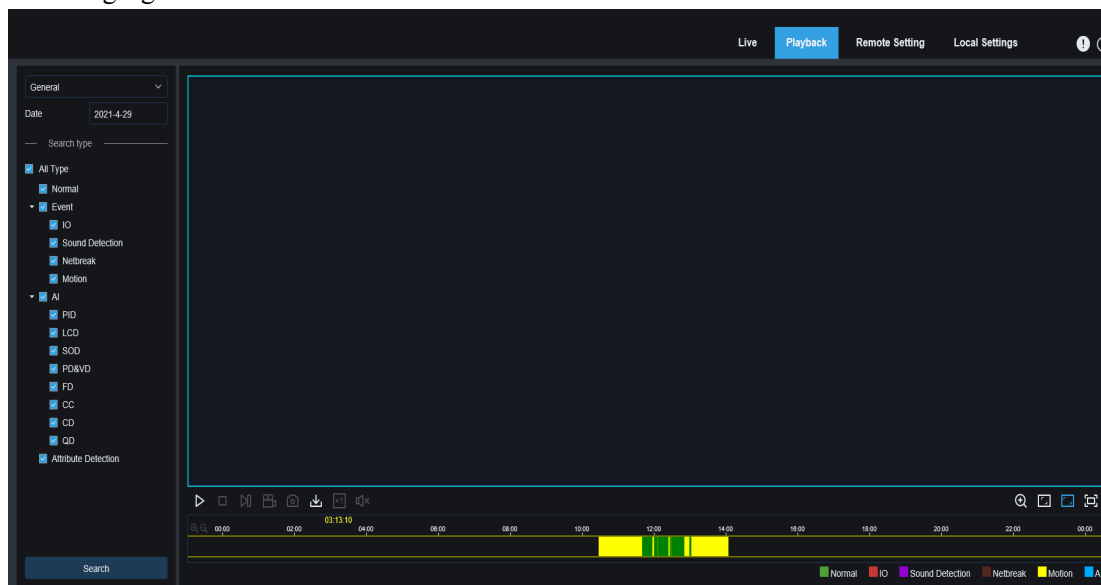 Live Playback Remote Setting Local Settings
General
Date 2021-4-29
Search type
All Type
Normal
Event
IO
Sound Detection
Netbreak
Motion
AI
PID
LCD
SOD
PD&VD
FD
CC
CD
QD
Attribute Detection
x1
03:13:10
00:00 02:00 04:00 06:00 08:00 10:00 12:00 14:00 16:00 18:00 20:00 22:00 00:00
Search
Normal IO Sound Detection Netbreak Motion